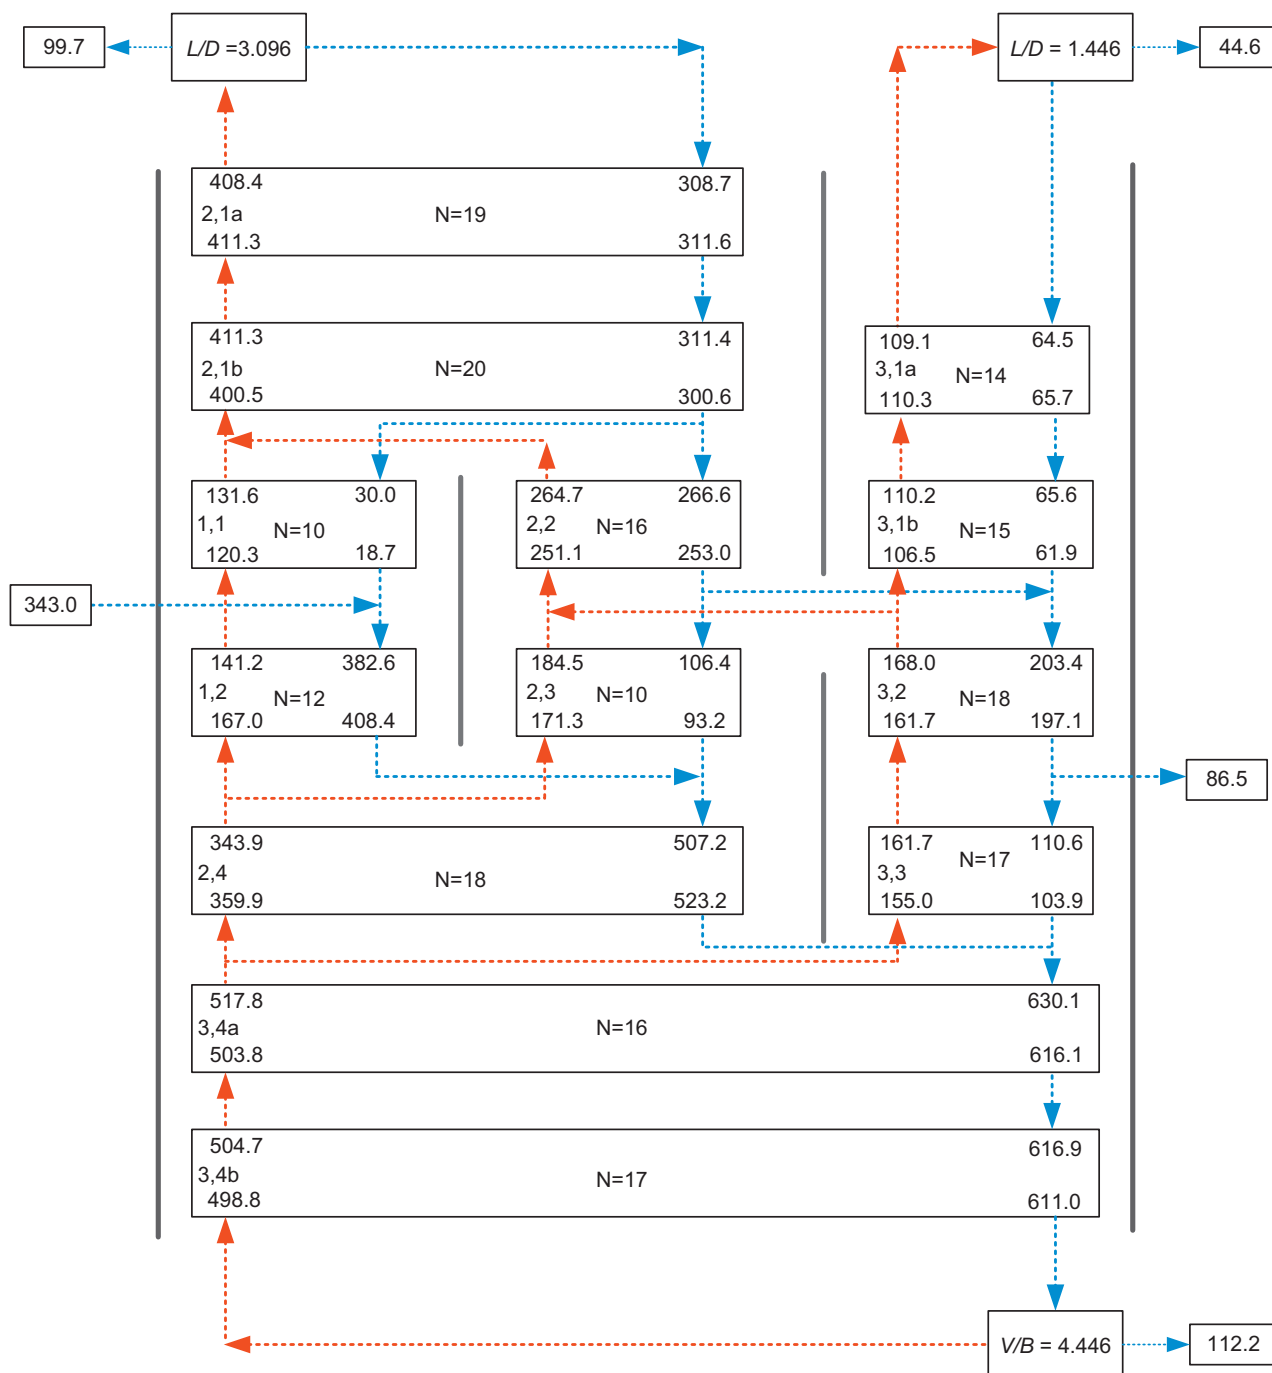 99.7
L/D =3.096
L/D = 1.446
44.6
408.4 308.7
2,1a N=19
411.3 311.6
411.3 311.4
2,1b N=20
400.5 300.6
109.1 64.5
3,1a N=14
110.3 65.7
131.6 30.0
1,1 N=10
120.3 18.7
264.7 266.6
2,2 N=16
251.1 253.0
110.2 65.6
3,1b N=15
106.5 61.9
343.0
141.2 382.6
1,2 N=12
167.0 408.4
184.5 106.4
2,3 N=10
171.3 93.2
168.0 203.4
3,2 N=18
161.7 197.1
86.5
343.9 507.2
2,4 N=18
359.9 523.2
161.7 110.6
3,3 N=17
155.0 103.9
517.8 630.1
3,4a N=16
503.8 616.1
504.7 616.9
3,4b N=17
498.8 611.0
V/B = 4.446
112.2